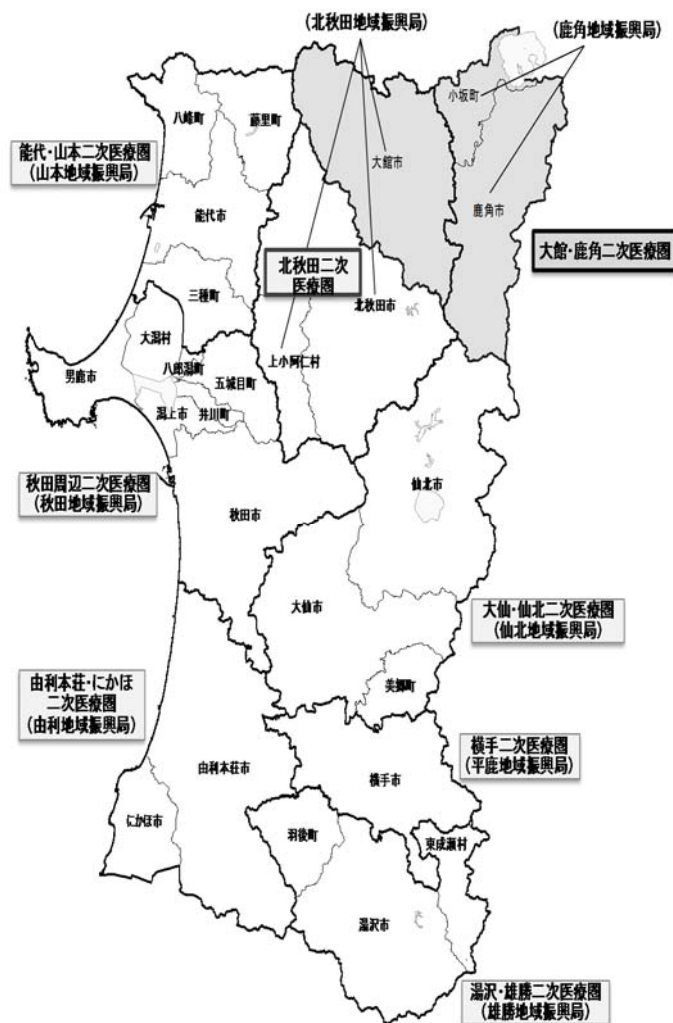 (北秋田地域振興局)
(鹿角地域振興局)
八峰町
藤里町
小坂町
能代・山本二次医療圏
(山本地域振興局)
大館市
能代市
鹿角市
大館・鹿角二次医療圏
北秋田二次
医療圏
三種町
北秋田市
大潟村
八郎潟町
上小阿仁村
男鹿市
五城目町
潟上市
井川町
秋田周辺二次医療圏
(秋田地域振興局)
仙北市
秋田市
大仙市
大仙・仙北二次医療圏
(仙北地域振興局)
美郷町
由利本荘・にかほ
二次医療圏
(由利地域振興局)
横手二次医療圏
(平鹿地域振興局)
由利本荘市
横手市
にかほ市
羽後町
東成瀬村
湯沢市
湯沢・雄勝二次医療圏
(雄勝地域振興局)